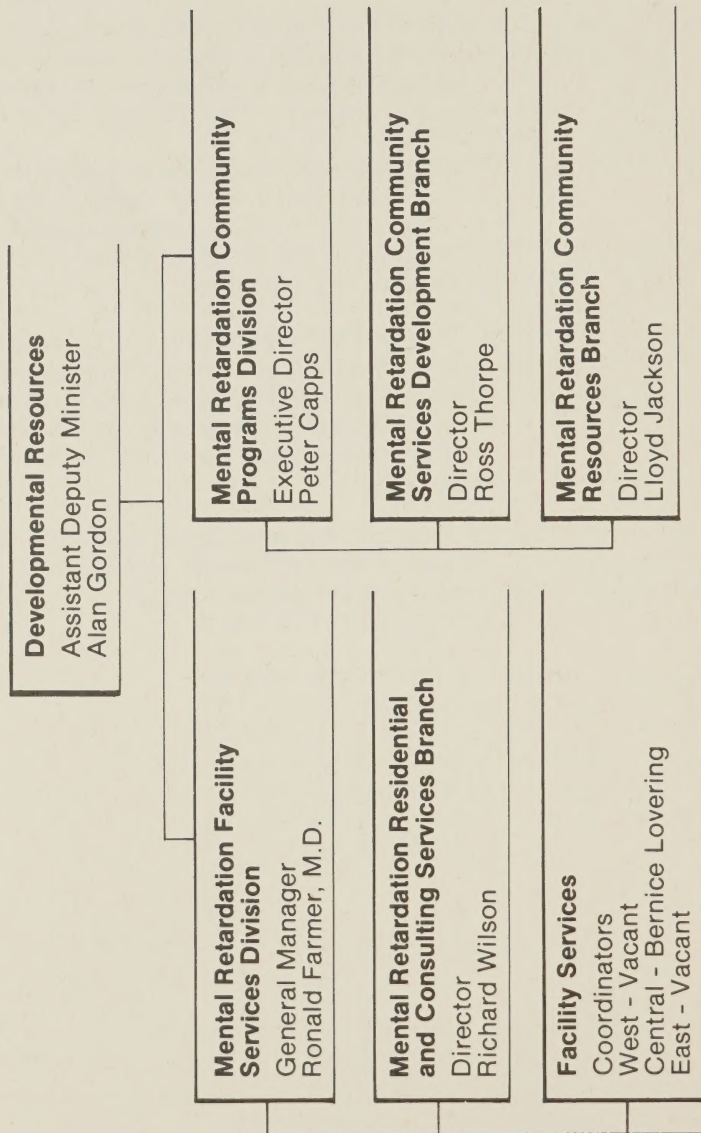 Developmental Resources
Assistant Deputy Minister
Alan Gordon
Mental Retardation Facility
Services Division
General Manager
Ronald Farmer, M.D.
Mental Retardation Residential
and Consulting Services Branch
Director
Richard Wilson
Facility Services
Coordinators
West - Vacant
Central - Bernice Lovering
East - Vacant
Mental Retardation Community
Programs Division
Executive Director
Peter Capps
Mental Retardation Community
Services Development Branch
Director
Ross Thorpe
Mental Retardation Community
Resources Branch
Director
Lloyd Jackson